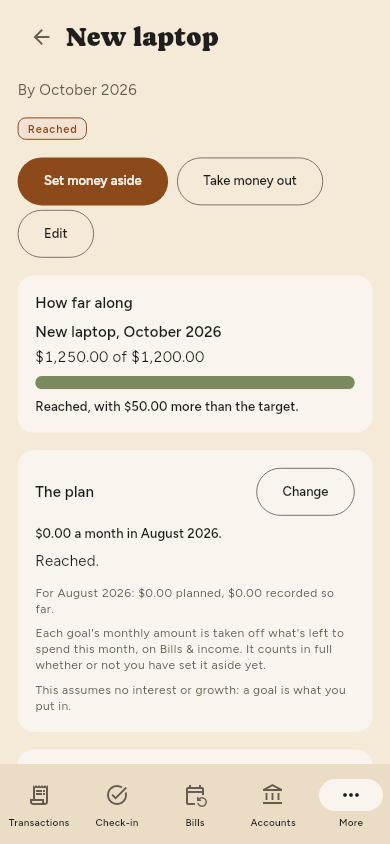 New laptop
By October 2026
Reached
Set money aside
Take money out
Edit
How far along
New laptop, October 2026
$1,250.00 of $1,200.00
Reached, with $50.00 more than the target.
The plan
Change
$0.00 a month in August 2026.
Reached.
For August 2026: $0.00 planned, $0.00 recorded so
far.
Each goal's monthly amount is taken off what's left to
spend this month, on Bills & income. It counts in full
whether or not you have set it aside yet.
This assumes no interest or growth: a goal is what you
put in.
Transactions
Check-in
Bills
Accounts
More